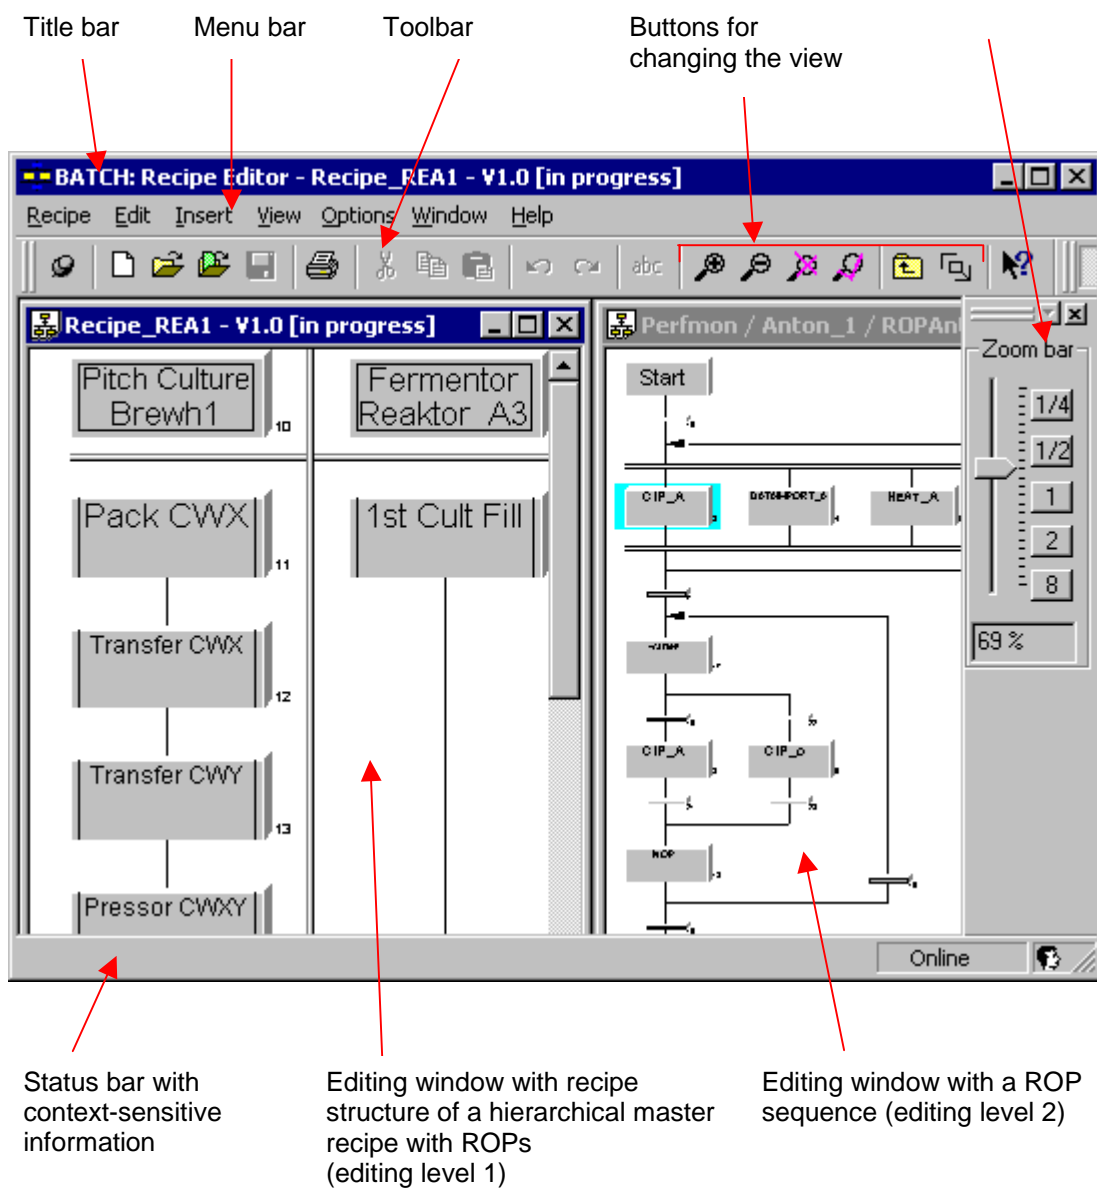 Title bar
Menu bar
Toolbar
Buttons for
changing the view
BATCH: Recipe Editor - Recipe_REA1 - V1.0 [in progress]
Recipe Edit Insert View Options Window Help
abc
Recipe_REA1 - V1.0 [in progress]
Perfmon / Anton_1 / ROPAn
Zoom bar
1/4
1/2
1
2
8
69 %
Pitch Culture
Brewh1
10
Fermentor
Reaktor A3
Pack CWX
11
1st Cult Fill
Transfer CWX
12
Transfer CWY
13
Pressor CWXY
Start
CIP_A
HEAT_A
CIP_A
NOP
Online
Status bar with
context-sensitive
information
Editing window with recipe
structure of a hierarchical master
recipe with ROPs
(editing level 1)
Editing window with a ROP
sequence (editing level 2)